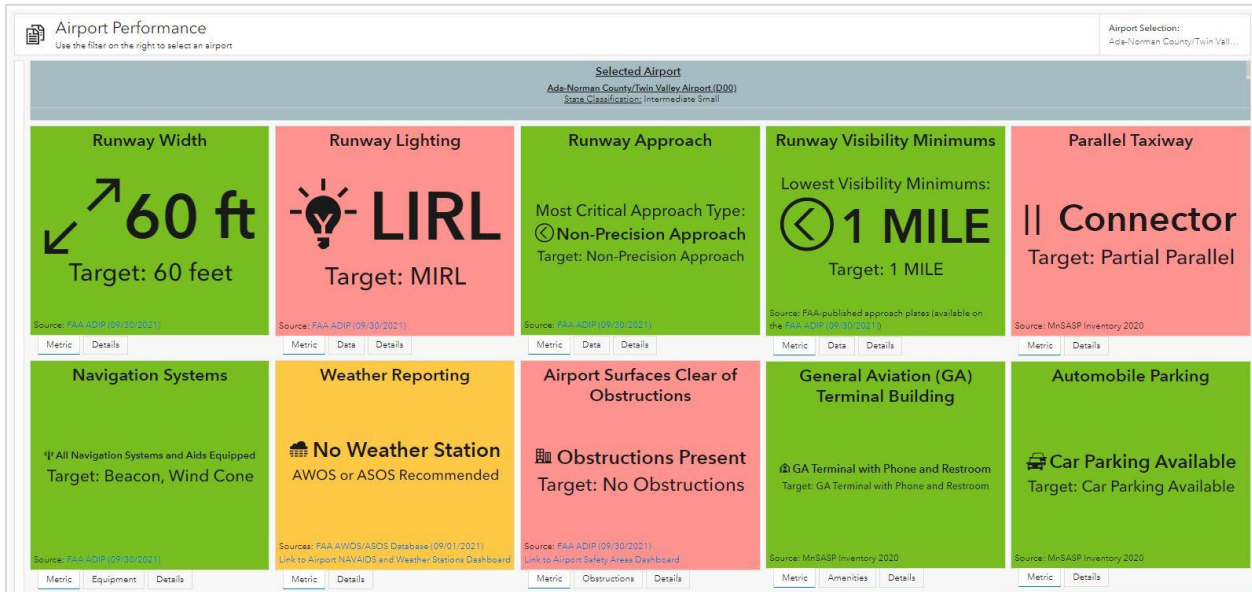 Airport Performance
Use the filter on the right to select an airport
Airport Selection:
Ada-Norman County/Twin Vall...
Selected Airport
Ada-Norman County/Twin Valley Airport (D00)
State Classification: Intermediate Small
Runway Width
60 ft
Target: 60 feet
Source: FAA ADIP (09/30/2021)
Metric Details
Runway Lighting
LIRL
Target: MIRL
Source: FAA ADIP (09/30/2021)
Metric Data Details
Runway Approach
Most Critical Approach Type:
Non-Precision Approach
Target: Non-Precision Approach
Source: FAA ADIP (09/30/2021)
Metric Data Details
Runway Visibility Minimums
Lowest Visibility Minimums:
1 MILE
Target: 1 MILE
Source: FAA-published approach plates (available on
the FAA ADIP (09/30/2021))
Metric Data Details
Parallel Taxiway
Connector
Target: Partial Parallel
Source: MnSASP Inventory 2020
Metric Details
Navigation Systems
All Navigation Systems and Aids Equipped
Target: Beacon, Wind Cone
Source: FAA ADIP (09/30/2021)
Metric Equipment Details
Weather Reporting
No Weather Station
AWOS or ASOS Recommended
Sources: FAA AWOS/ASOS Database (09/01/2021)
Link to Airport NAVAIDS and Weather Stations Dashboard
Metric Details
Airport Surfaces Clear of
Obstructions
Obstructions Present
Target: No Obstructions
Source: FAA ADIP (09/30/2021)
Link to Airport Safety Areas Dashboard
Metric Obstructions Details
General Aviation (GA)
Terminal Building
GA Terminal with Phone and Restroom
Target: GA Terminal with Phone and Restroom
Source: MnSASP Inventory 2020
Metric Amenities Details
Automobile Parking
Car Parking Available
Target: Car Parking Available
Source: MnSASP Inventory 2020
Metric Details